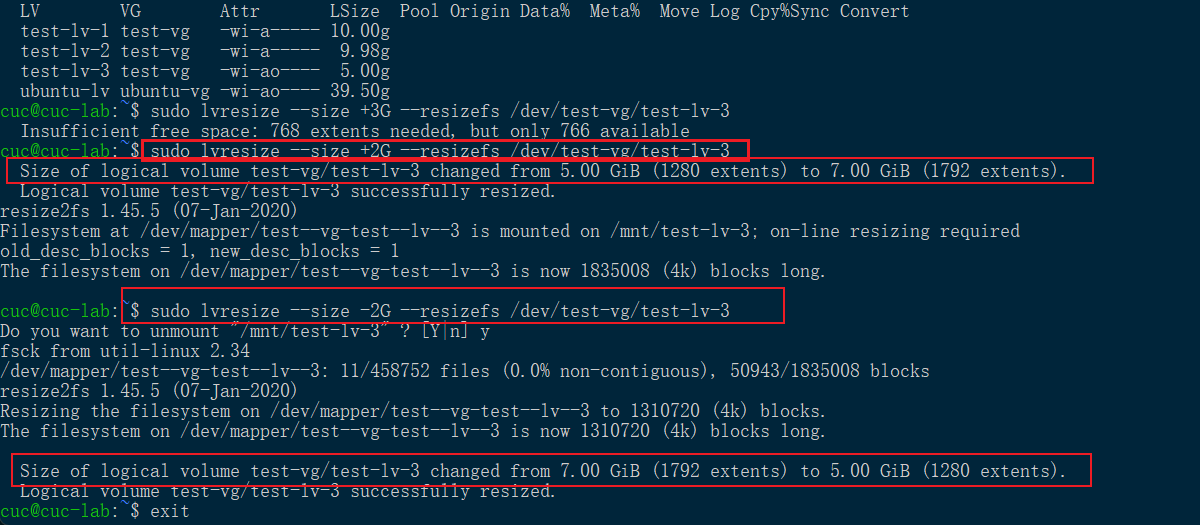 LV VG Attr LSize Pool Origin Data% Meta% Move Log Cpy%Sync Convert
test-lv-1 test-vg -wi-a----- 10.00g
test-lv-2 test-vg -wi-a----- 9.98g
test-lv-3 test-vg -wi-ao---- 5.00g
ubuntu-lv ubuntu-vg -wi-ao---- 39.50g
cuc@cuc-lab:~$ sudo lvresize --size +3G --resizefs /dev/test-vg/test-lv-3
Insufficient free space: 768 extents needed, but only 766 available
cuc@cuc-lab:~$ sudo lvresize --size +2G --resizefs /dev/test-vg/test-lv-3
Size of logical volume test-vg/test-lv-3 changed from 5.00 GiB (1280 extents) to 7.00 GiB (1792 extents).
Logical volume test-vg/test-lv-3 successfully resized.
resize2fs 1.45.5 (07-Jan-2020)
Filesystem at /dev/mapper/test--vg-test--lv--3 is mounted on /mnt/test-lv-3; on-line resizing required
old_desc_blocks = 1, new_desc_blocks = 1
The filesystem on /dev/mapper/test--vg-test--lv--3 is now 1835008 (4k) blocks long.
cuc@cuc-lab:~$ sudo lvresize --size -2G --resizefs /dev/test-vg/test-lv-3
Do you want to unmount "/mnt/test-lv-3" ? [Y|n] y
fsck from util-linux 2.34
/dev/mapper/test--vg-test--lv--3: 11/458752 files (0.0% non-contiguous), 50943/1835008 blocks
resize2fs 1.45.5 (07-Jan-2020)
Resizing the filesystem on /dev/mapper/test--vg-test--lv--3 to 1310720 (4k) blocks.
The filesystem on /dev/mapper/test--vg-test--lv--3 is now 1310720 (4k) blocks long.
Size of logical volume test-vg/test-lv-3 changed from 7.00 GiB (1792 extents) to 5.00 GiB (1280 extents).
Logical volume test-vg/test-lv-3 successfully resized.
cuc@cuc-lab:~$ exit